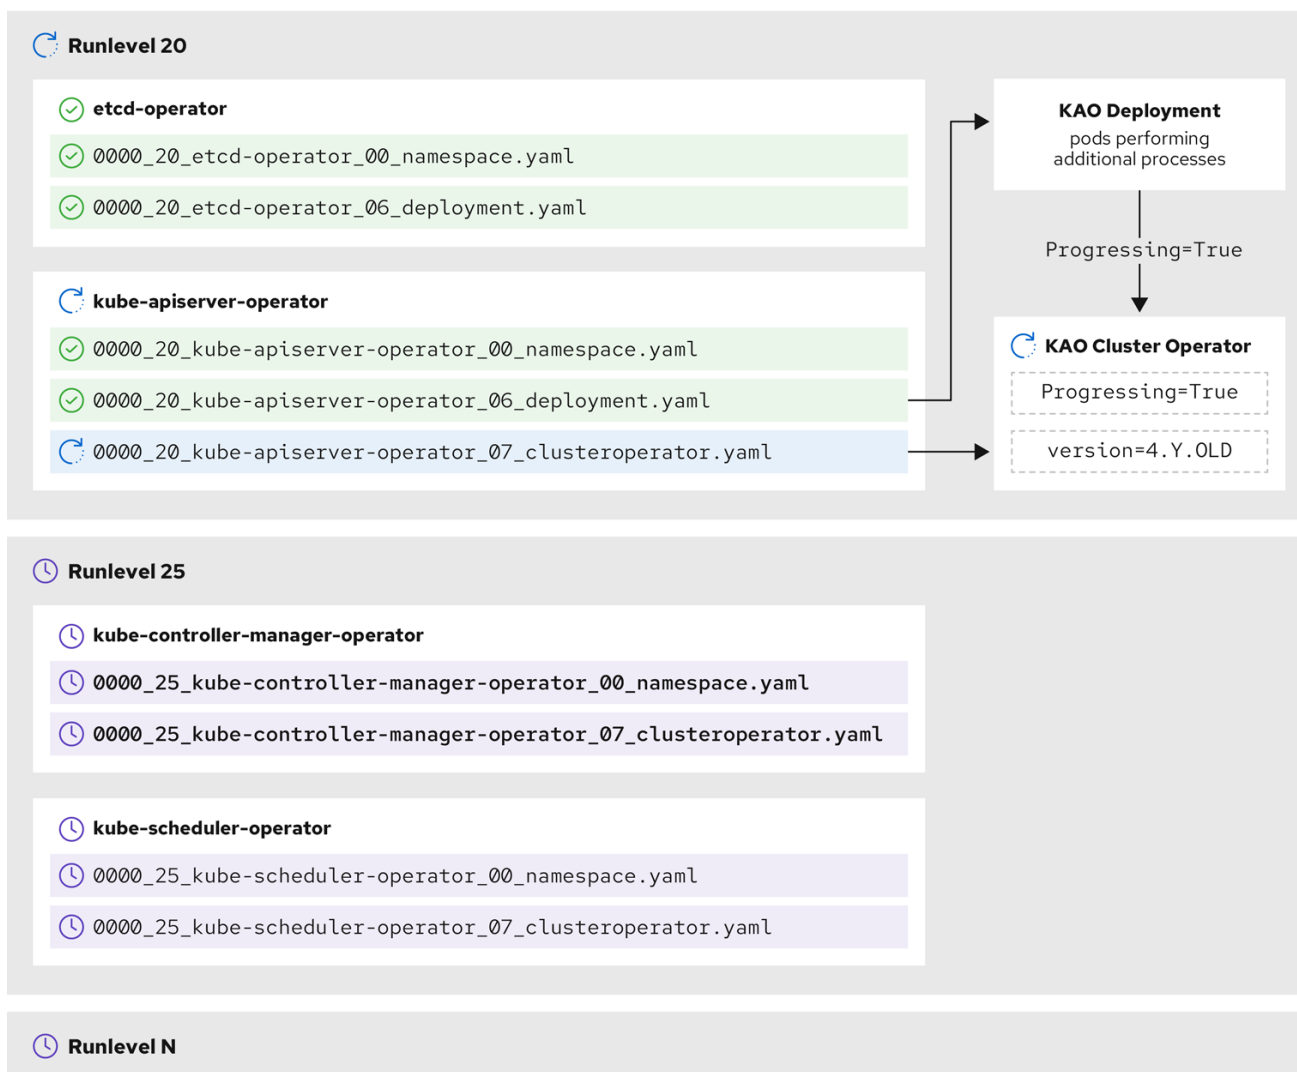 Runlevel 20
etcd-operator
0000_20_etcd-operator_00_namespace.yaml
0000_20_etcd-operator_06_deployment.yaml
kube-apiserver-operator
0000_20_kube-apiserver-operator_00_namespace.yaml
0000_20_kube-apiserver-operator_06_deployment.yaml
0000_20_kube-apiserver-operator_07_clusteroperator.yaml
KAO Deployment
pods performing
additional processes
Progressing=True
KAO Cluster Operator
Progressing=True
version=4.Y.OLD
Runlevel 25
kube-controller-manager-operator
0000_25_kube-controller-manager-operator_00_namespace.yaml
0000_25_kube-controller-manager-operator_07_clusteroperator.yaml
kube-scheduler-operator
0000_25_kube-scheduler-operator_00_namespace.yaml
0000_25_kube-scheduler-operator_07_clusteroperator.yaml
Runlevel N